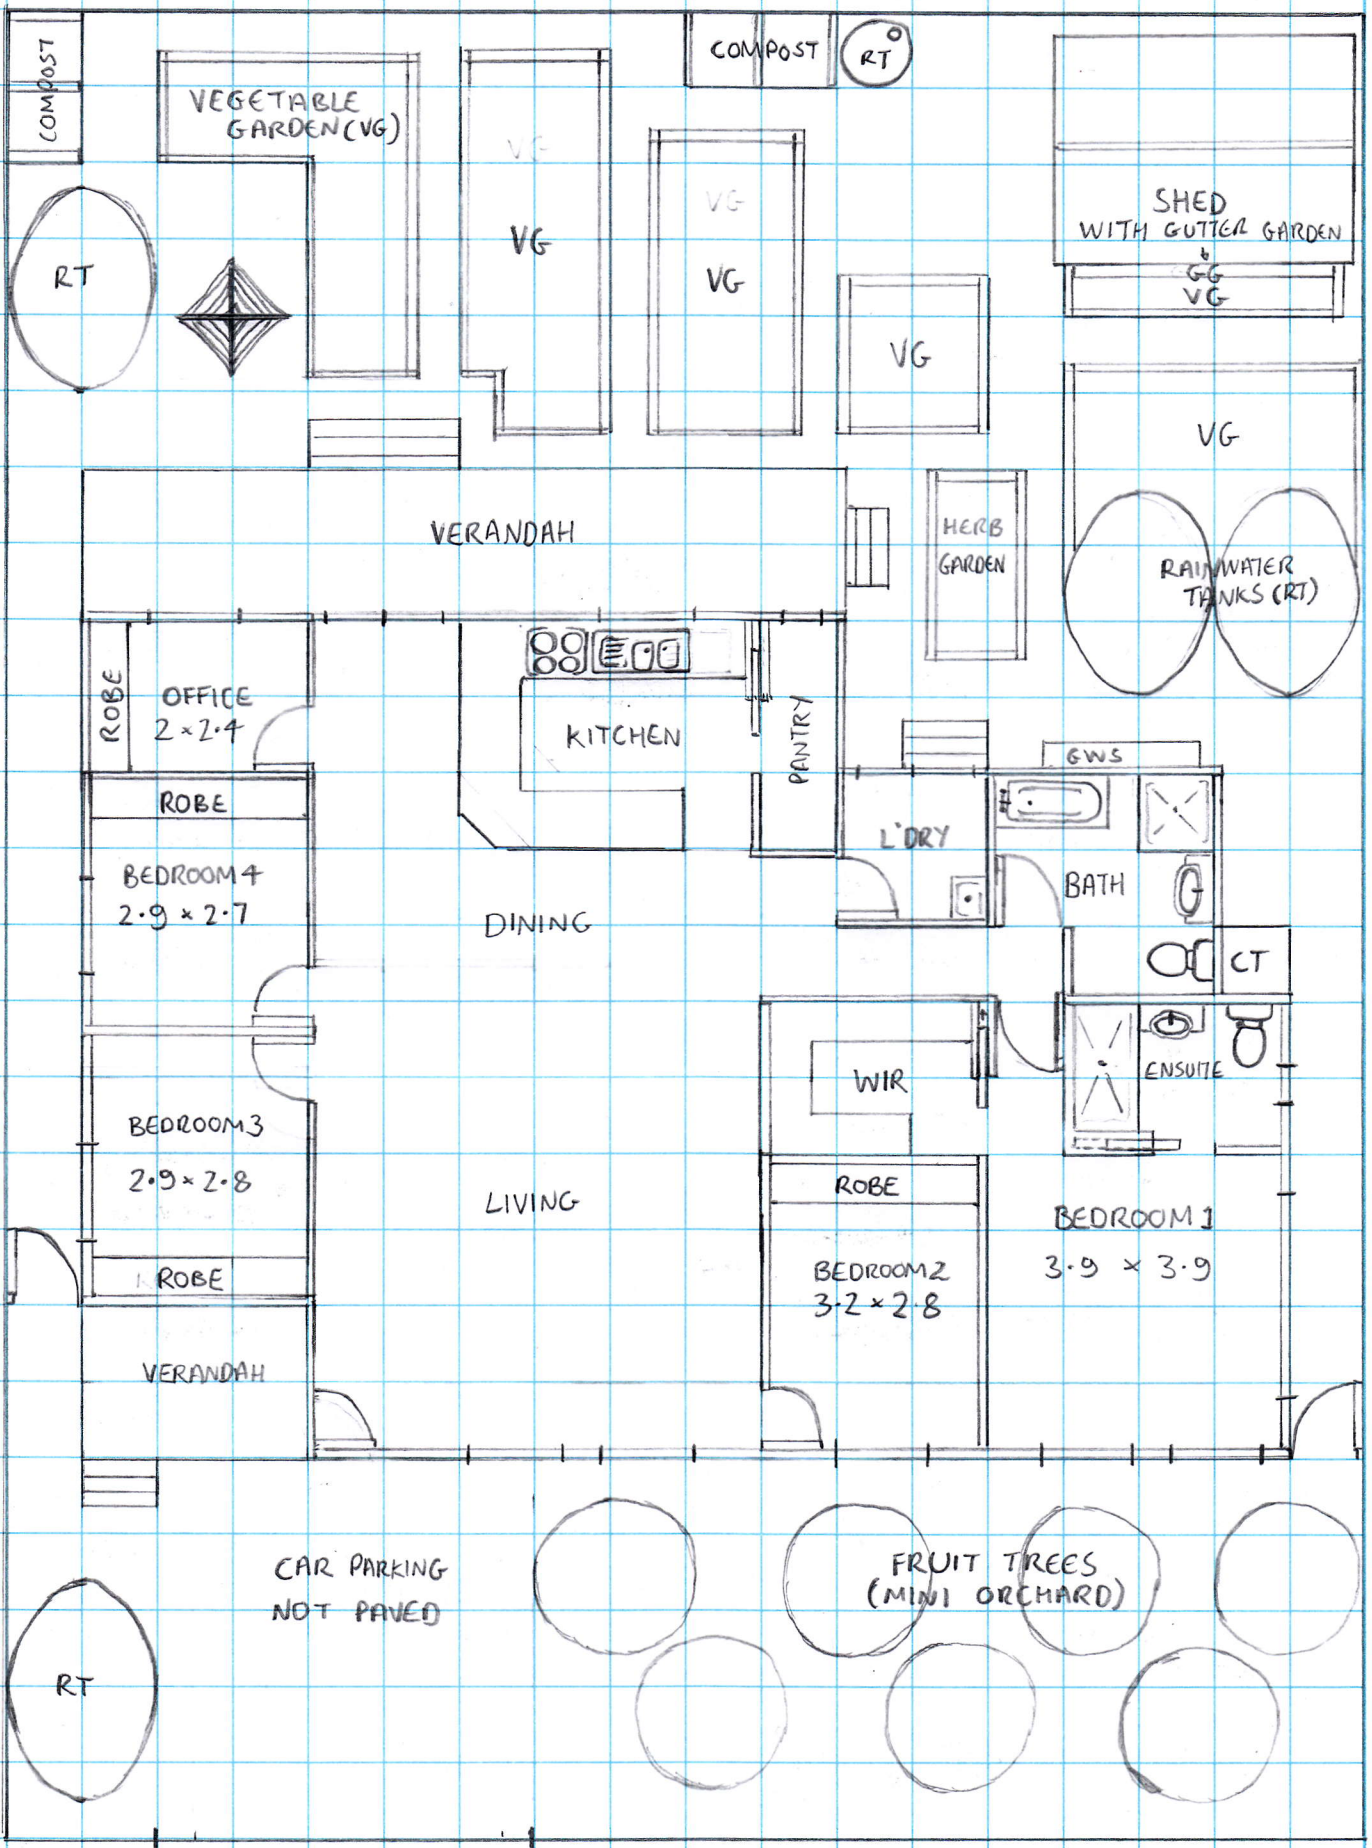 COMPOST
VEGETABLE
GARDEN (VG)
VG
VG
COMPOST
RT
VG
VG
SHED
WITH GUTTER GARDEN
GG
VG
RT
VG
VG
VERANDAH
HERB
GARDEN
RAINWATER
TANKS (RT)
ROBE
OFFICE
2 x 2.4
KITCHEN
PANTRY
GWS
ROBE
L'DRY
BEDROOM 4
2.9 x 2.7
BATH
DINING
CT
WIR
ENSUITE
BEDROOM 3
2.9 x 2.8
LIVING
ROBE
BEDROOM 1
3.9 x 3.9
ROBE
BEDROOM 2
3.2 x 2.8
VERANDAH
CAR PARKING
NOT PAVED
FRUIT TREES
(MINI ORCHARD)
RT